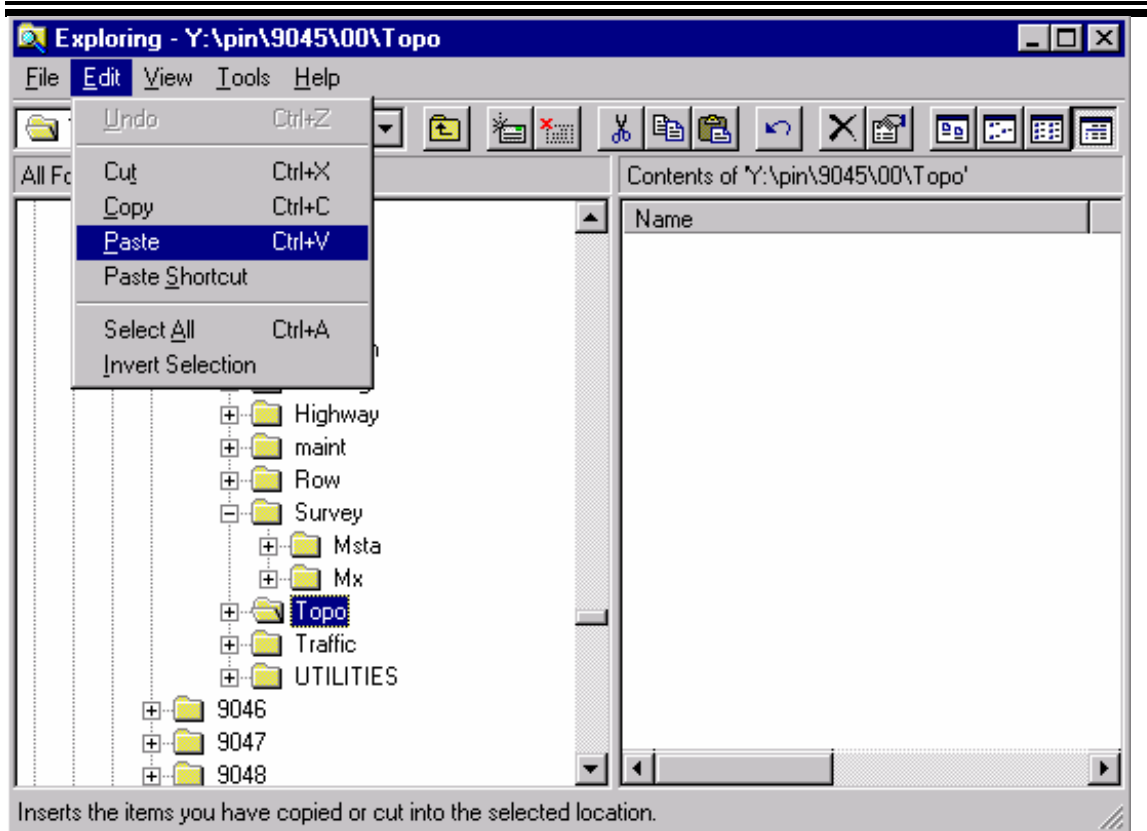 Exploring - Y:\pin\9045\00\Topo
File Edit View Tools Help
Undo Ctrl+Z
Cut Ctrl+X
Copy Ctrl+C
Paste Ctrl+V
Paste Shortcut
Select All Ctrl+A
Invert Selection
All Fo
Contents of 'Y:\pin\9045\00\Topo'
Name
Highway
maint
Row
Survey
Msta
Mx
Topo
Traffic
UTILITIES
9046
9047
9048
Inserts the items you have copied or cut into the selected location.